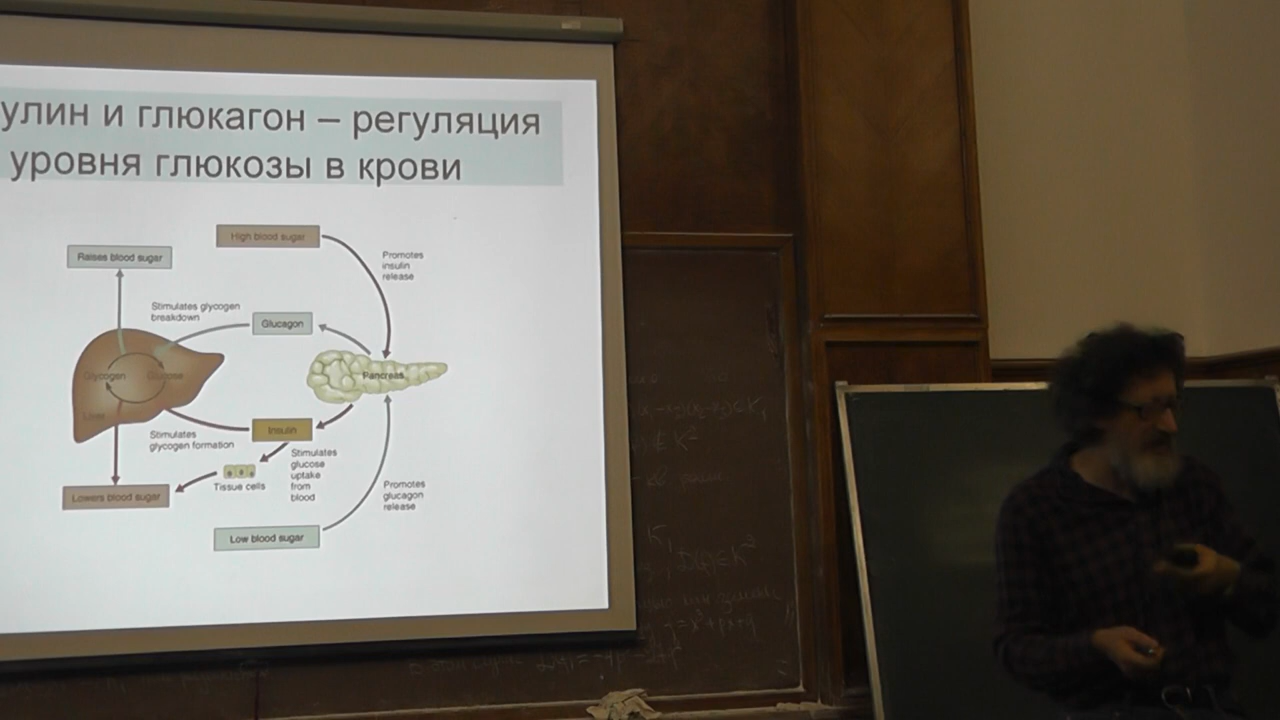 улин и глюкагон – регуляция
уровня глюкозы в крови
High blood sugar
Raises blood sugar
Promotes
insulin
release
Stimulates glycogen
breakdown
Glucagon
Glycogen
Glucose
Pancreas
Liver
Insulin
Stimulates
glycogen formation
Stimulates
glucose
uptake
from
blood
Tissue cells
Lowers blood sugar
Promotes
glucagon
release
Low blood sugar